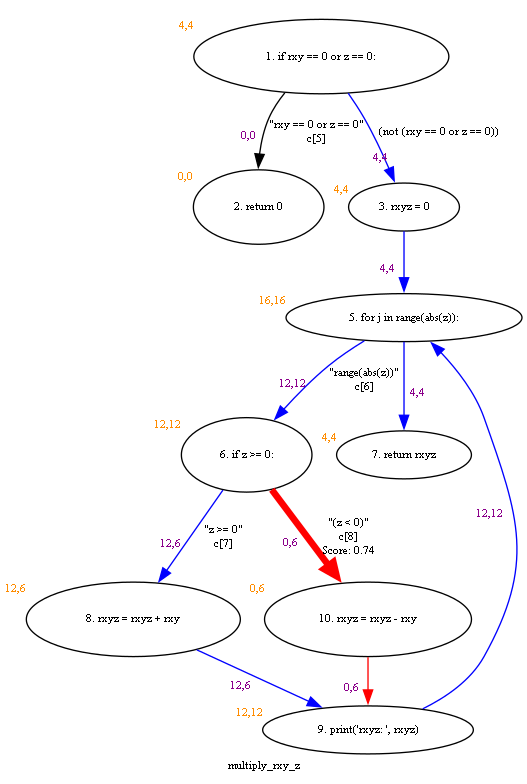 4,4
1. if rxy == 0 or z == 0:
"rxy == 0 or z == 0"
c[5]
0,0
(not (rxy == 0 or z == 0))
4,4
0,0
2. return 0
4,4
3. rxyz = 0
4,4
16,16
5. for j in range(abs(z)):
"range(abs(z))"
c[6]
12,12
4,4
12,12
6. if z >= 0:
4,4
7. return rxyz
"z >= 0"
c[7]
12,6
"(z < 0)"
c[8]
Score: 0.74
0,6
12,12
12,6
8. rxyz = rxyz + rxy
0,6
10. rxyz = rxyz - rxy
12,6
0,6
12,12
9. print('rxyz: ', rxyz)
multiply_rxy_z